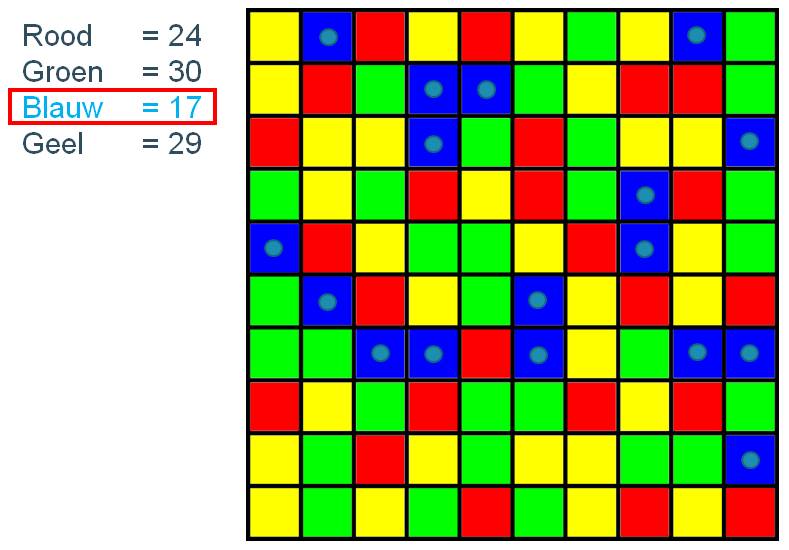 Rood = 24
Groen = 30
Blauw = 17
Geel = 29